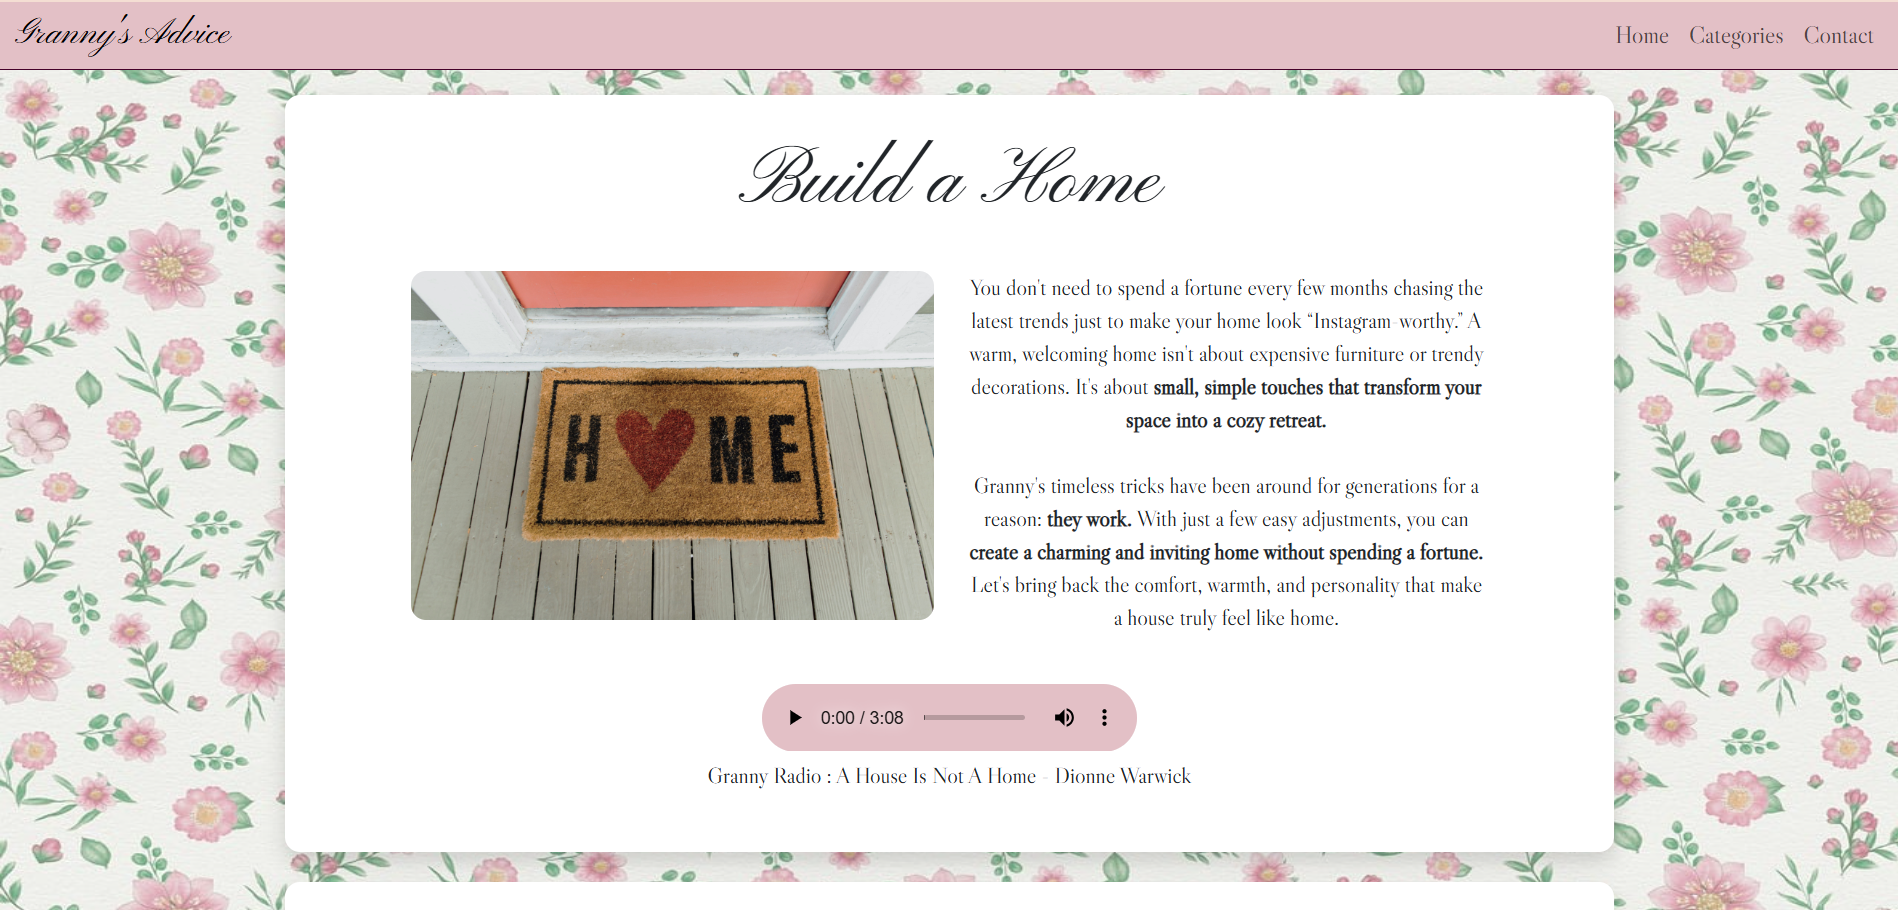 Granny's Advice
Home Categories Contact
Build a Home
H ME
You don't need to spend a fortune every few months chasing the
latest trends just to make your home look “Instagram-worthy.” A
warm, welcoming home isn't about expensive furniture or trendy
decorations. It's about small, simple touches that transform your
space into a cozy retreat.
Granny's timeless tricks have been around for generations for a
reason: they work. With just a few easy adjustments, you can
create a charming and inviting home without spending a fortune.
Let's bring back the comfort, warmth, and personality that make
a house truly feel like home.
0:00 / 3:08
Granny Radio : A House Is Not A Home - Dionne Warwick